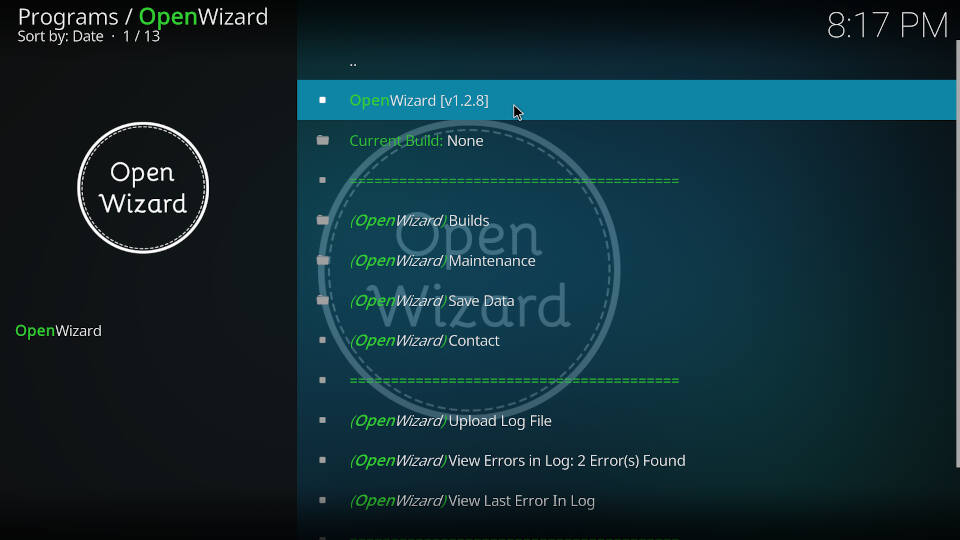 Programs / OpenWizard
Sort by: Date · 1 / 13
8:17 PM
Open
Wizard
OpenWizard
..
OpenWizard [v1.2.8]
Current Build: None
========================================
(OpenWizard) Builds
(OpenWizard) Maintenance
(OpenWizard) Save Data
(OpenWizard) Contact
========================================
(OpenWizard) Upload Log File
(OpenWizard) View Errors in Log: 2 Error(s) Found
(OpenWizard) View Last Error In Log
Open
Wizard